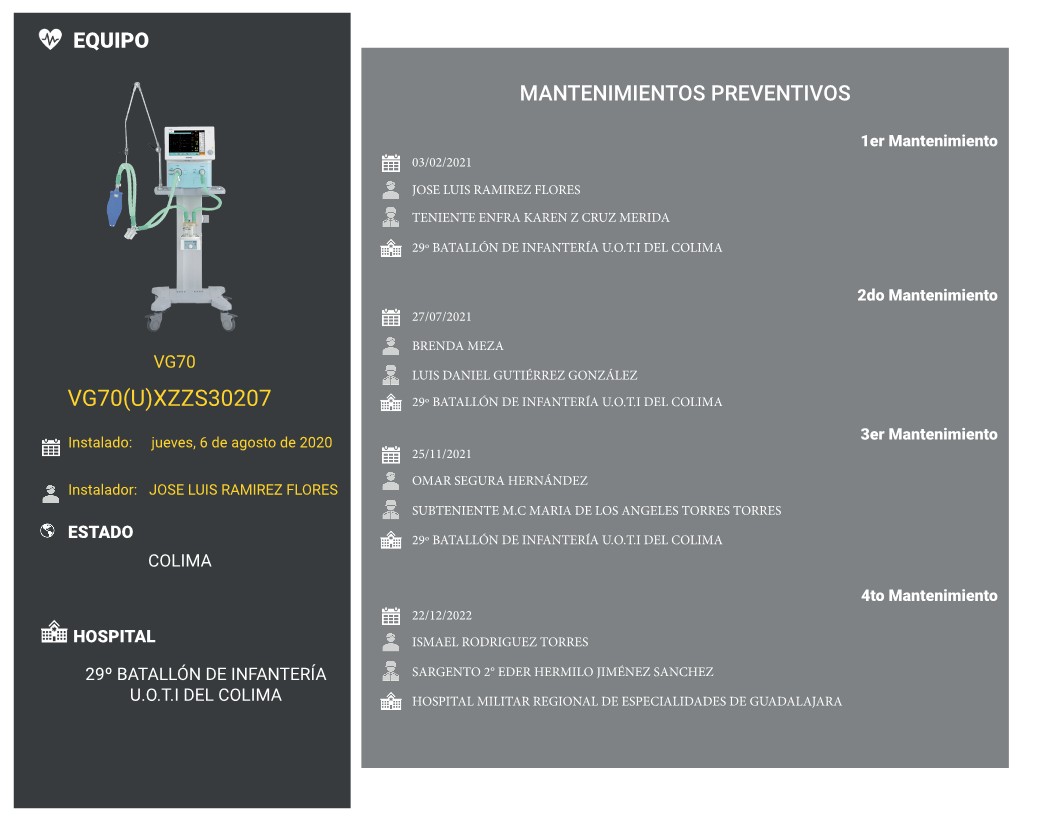 EQUIPO
VG70
VG70(U)XZZS30207
Instalado: jueves, 6 de agosto de 2020
Instalador: JOSE LUIS RAMIREZ FLORES
ESTADO
COLIMA
HOSPITAL
29º BATALLÓN DE INFANTERÍA
U.O.T.I DEL COLIMA
MANTENIMIENTOS PREVENTIVOS
1er Mantenimiento
03/02/2021
JOSE LUIS RAMIREZ FLORES
TENIENTE ENFRA KAREN Z CRUZ MERIDA
29º BATALLÓN DE INFANTERÍA U.O.T.I DEL COLIMA
2do Mantenimiento
27/07/2021
BRENDA MEZA
LUIS DANIEL GUTIÉRREZ GONZÁLEZ
29º BATALLÓN DE INFANTERÍA U.O.T.I DEL COLIMA
3er Mantenimiento
25/11/2021
OMAR SEGURA HERNÁNDEZ
SUBTENIENTE M.C MARIA DE LOS ANGELES TORRES TORRES
29º BATALLÓN DE INFANTERÍA U.O.T.I DEL COLIMA
4to Mantenimiento
22/12/2022
ISMAEL RODRIGUEZ TORRES
SARGENTO 2° EDER HERMILO JIMÉNEZ SANCHEZ
HOSPITAL MILITAR REGIONAL DE ESPECIALIDADES DE GUADALAJARA